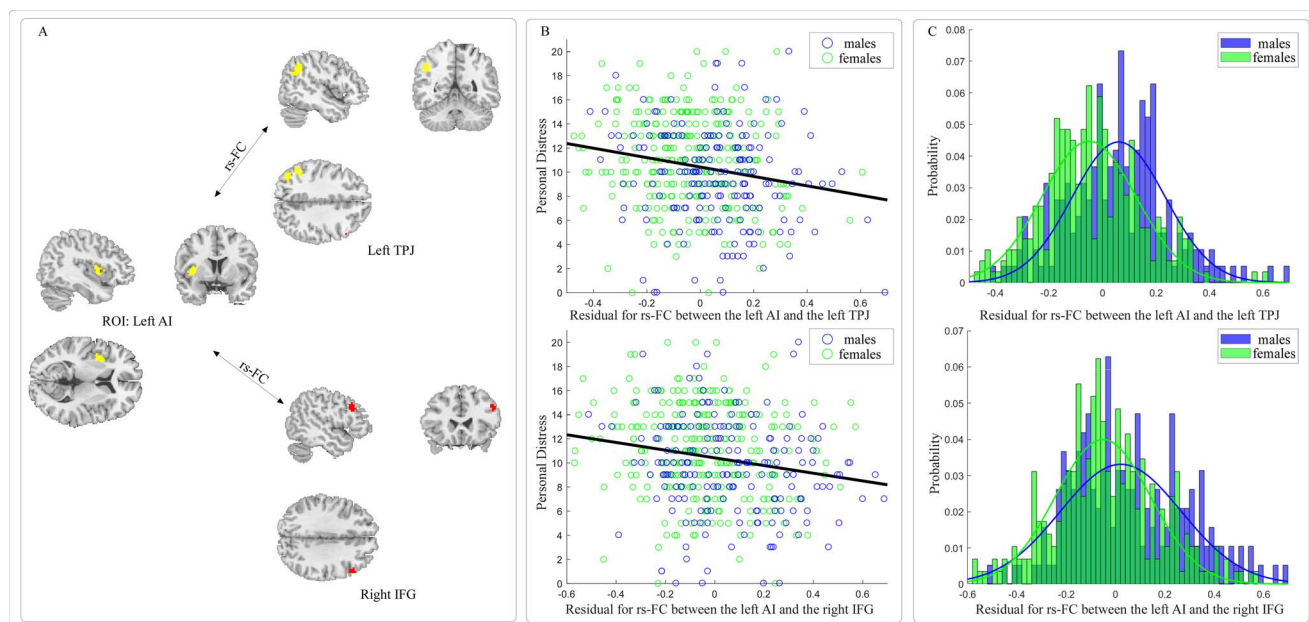 A
rs-FC
Left TPJ
ROI: Left AI
rs-FC
Right IFG
B
males
females
20
18
16
14
12
10
8
6
4
2
0
Personal Distress
-0.4 -0.2 0 0.2 0.4 0.6
Residual for rs-FC between the left AI and the left TPJ
males
females
20
18
16
14
12
10
8
6
4
2
0
Personal Distress
-0.6 -0.4 -0.2 0 0.2 0.4 0.6
Residual for rs-FC between the left AI and the right IFG
C
males
females
0.08
0.07
0.06
0.05
0.04
0.03
0.02
0.01
0
Probability
-0.4 -0.2 0 0.2 0.4 0.6
Residual for rs-FC between the left AI and the left TPJ
males
females
0.07
0.06
0.05
0.04
0.03
0.02
0.01
0
Probability
-0.6 -0.4 -0.2 0 0.2 0.4 0.6
Residual for rs-FC between the left AI and the right IFG